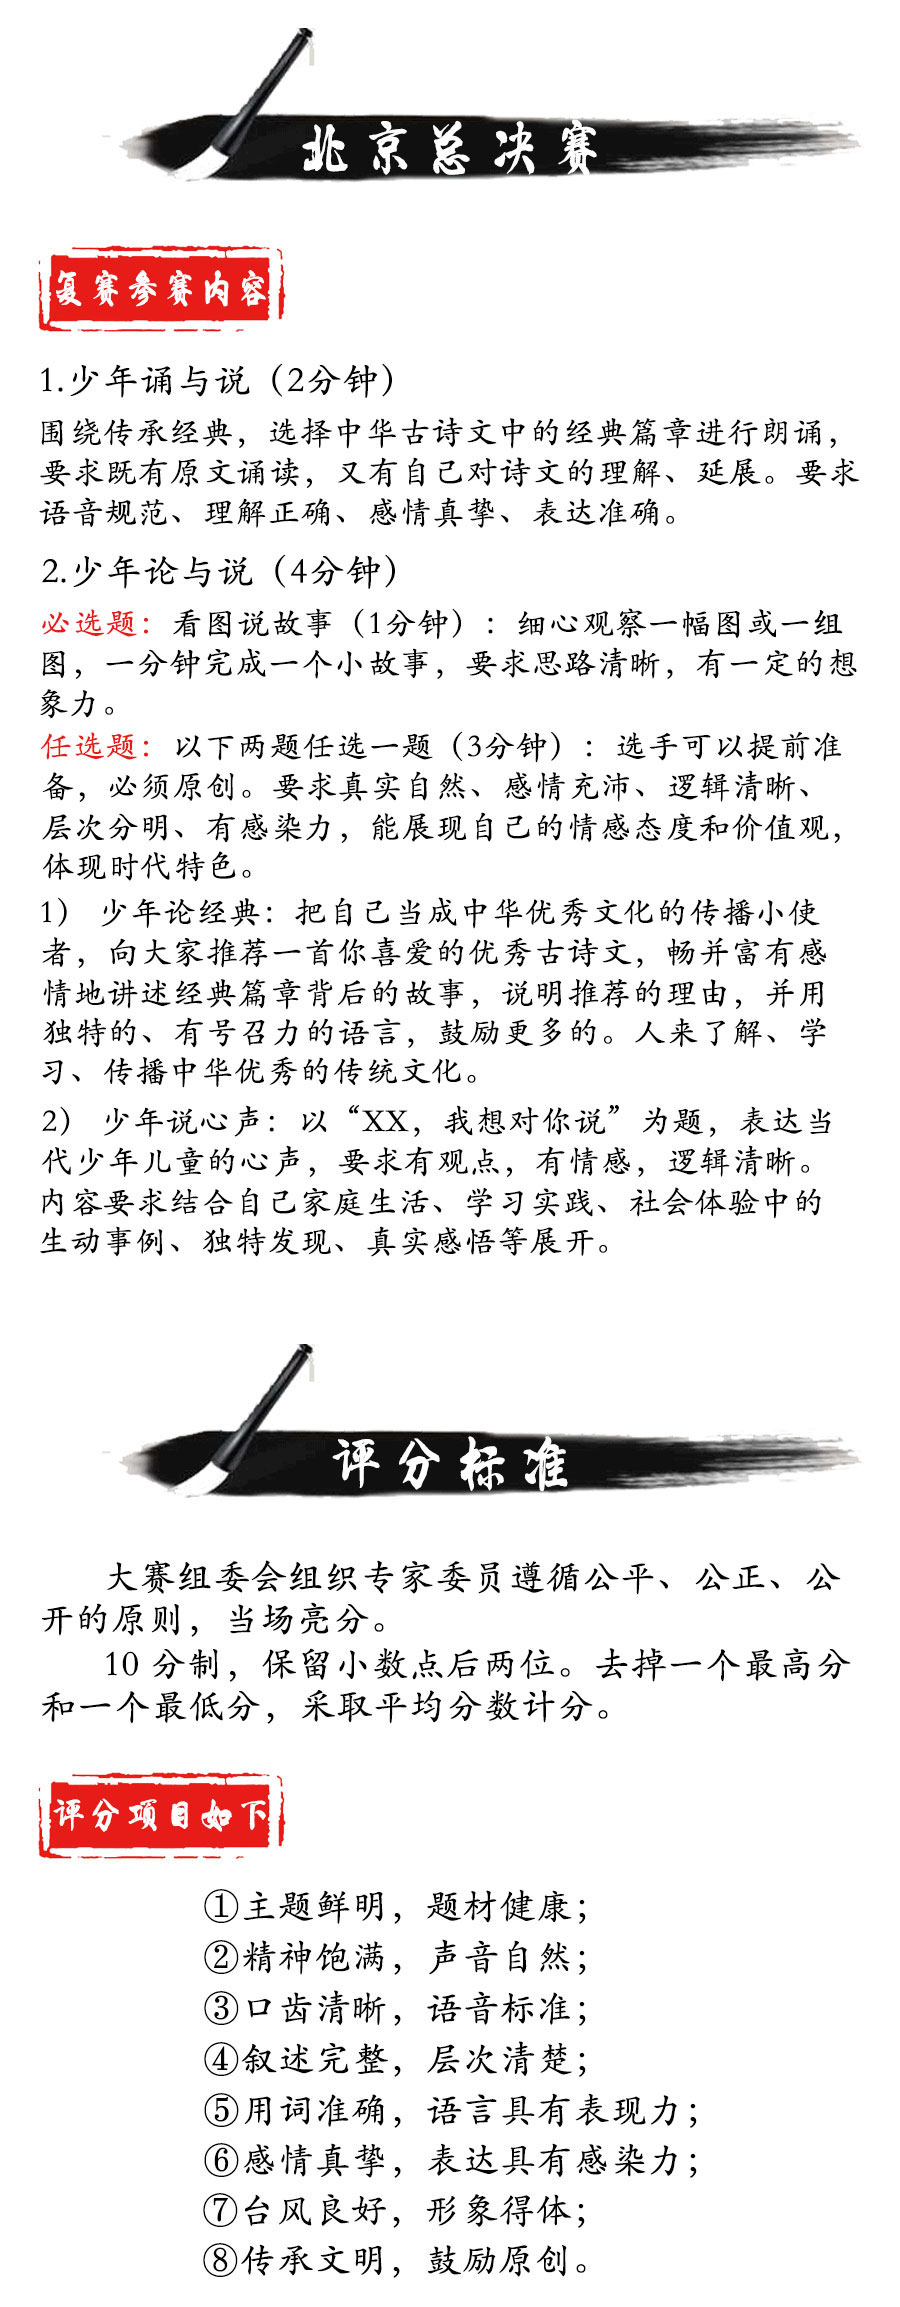 北京总决赛
复赛参赛内容
1.少年诵与说（2分钟）
围绕传承经典，选择中华古诗文中的经典篇章进行朗诵，
要求既有原文诵读，又有自己对诗文的理解、延展。要求
语音规范、理解正确、感情真挚、表达准确。
2.少年论与说（4分钟）
必选题：看图说故事（1分钟）：细心观察一幅图或一组
图，一分钟完成一个小故事，要求思路清晰，有一定的想
象力。
任选题：以下两题任选一题（3分钟）：选手可以提前准
备，必须原创。要求真实自然、感情充沛、逻辑清晰、
层次分明、有感染力，能展现自己的情感态度和价值观，
体现时代特色。
1） 少年论经典：把自己当成中华优秀文化的传播小使
者，向大家推荐一首你喜爱的优秀古诗文，畅并富有感
情地讲述经典篇章背后的故事，说明推荐的理由，并用
独特的、有号召力的语言，鼓励更多的。人来了解、学
习、传播中华优秀的传统文化。
2） 少年说心声：以“XX，我想对你说”为题，表达当
代少年儿童的心声，要求有观点，有情感，逻辑清晰。
内容要求结合自己家庭生活、学习实践、社会体验中的
生动事例、独特发现、真实感悟等展开。
评分标准
大赛组委会组织专家委员遵循公平、公正、公
开的原则，当场亮分。
10 分制，保留小数点后两位。去掉一个最高分
和一个最低分，采取平均分数计分。
评分项目如下
①主题鲜明，题材健康；
②精神饱满，声音自然；
③口齿清晰，语音标准；
④叙述完整，层次清楚；
⑤用词准确，语言具有表现力；
⑥感情真挚，表达具有感染力；
⑦台风良好，形象得体；
⑧传承文明，鼓励原创。